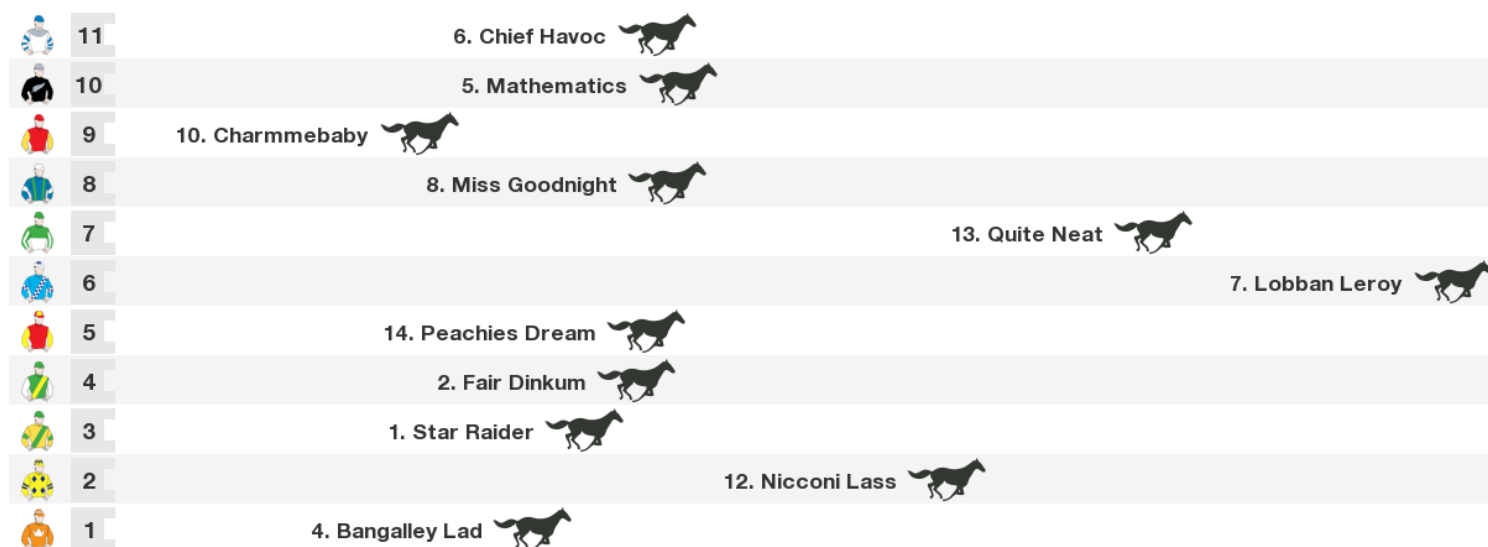 11 6. Chief Havoc
10 5. Mathematics
9 10. Charmmebaby
8 8. Miss Goodnight
7 13. Quite Neat
6 7. Lobban Leroy
5 14. Peachies Dream
4 2. Fair Dinkum
3 1. Star Raider
2 12. Nicconi Lass
1 4. Bangalley Lad